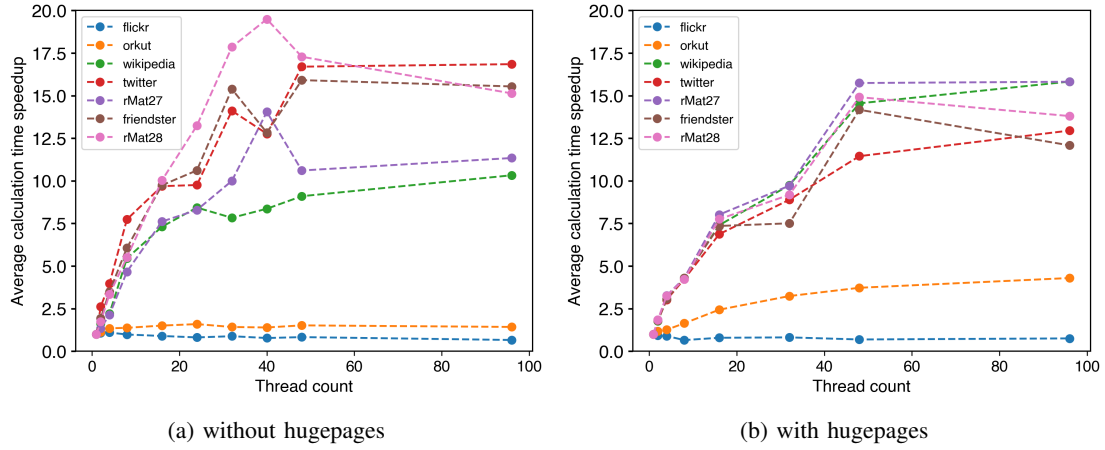 20.0
17.5
15.0
12.5
10.0
7.5
5.0
2.5
0.0
Average calculation time speedup
flickr
orkut
wikipedia
twitter
rMat27
friendster
rMat28
0 20 40 60 80 100
Thread count
(a) without hugepages
20.0
17.5
15.0
12.5
10.0
7.5
5.0
2.5
0.0
Average calculation time speedup
flickr
orkut
wikipedia
twitter
rMat27
friendster
rMat28
0 20 40 60 80 100
Thread count
(b) with hugepages